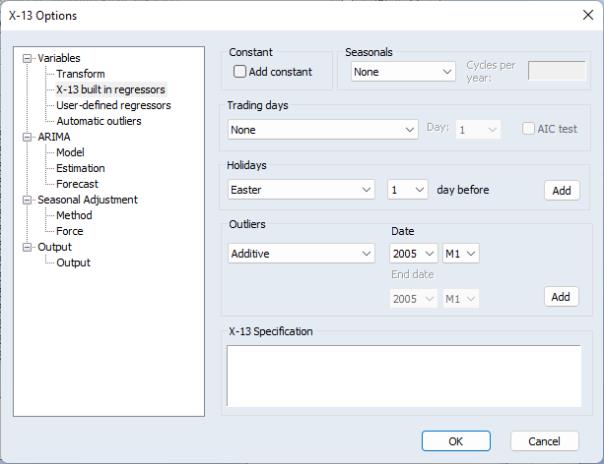 X-13 Options
Variables
Transform
X-13 built in regressors
User-defined regressors
Automatic outliers
ARIMA
Model
Estimation
Forecast
Seasonal Adjustment
Method
Force
Output
Output
Constant
Add constant
Seasonals
None
Cycles per
year:
Trading days
None
Day:
1
AIC test
Holidays
Easter
1
day before
Add
Outliers
Date
Additive
2005
M1
End date
2005
M1
Add
X-13 Specification
OK
Cancel